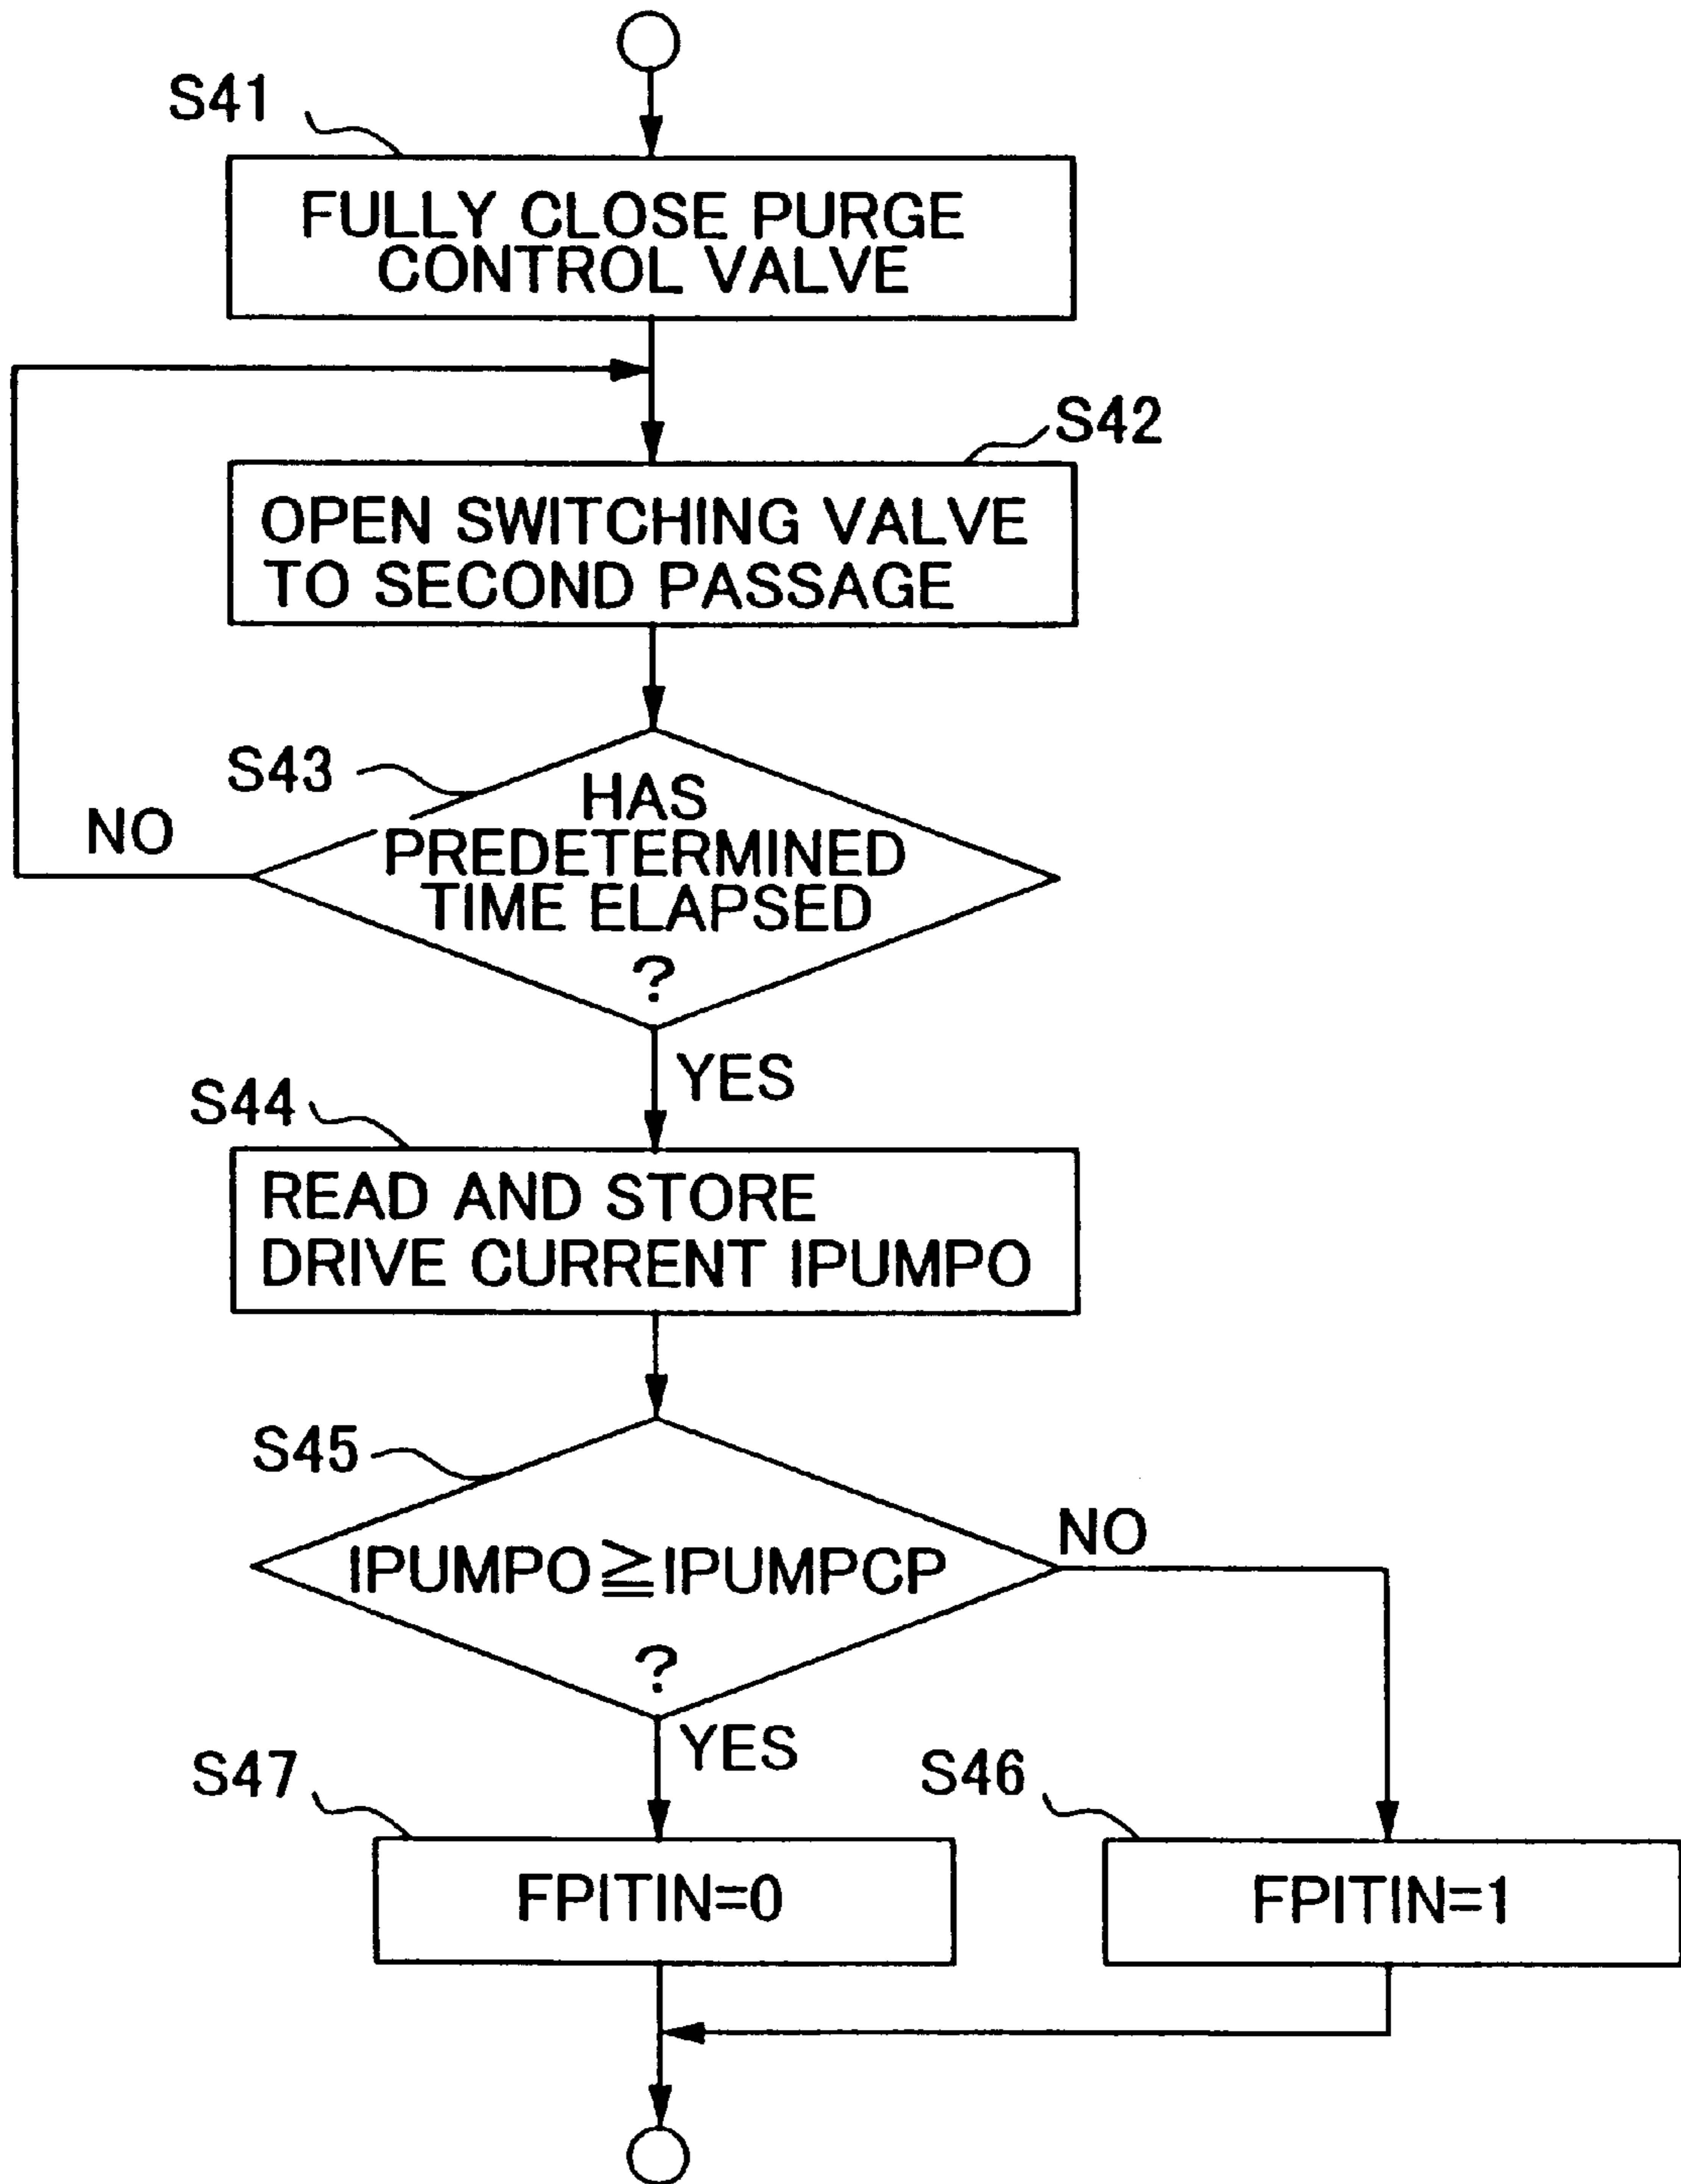 S41
FULLY CLOSE PURGE
CONTROL VALVE
S42
OPEN SWITCHING VALVE
TO SECOND PASSAGE
S43
HAS
PREDETERMINED
TIME ELAPSED
?
NO
YES
S44
READ AND STORE
DRIVE CURRENT IPUMPO
S45
IPUMPO≧IPUMPCP
?
NO
YES
S47
S46
FPITIN=0
FPITIN=1